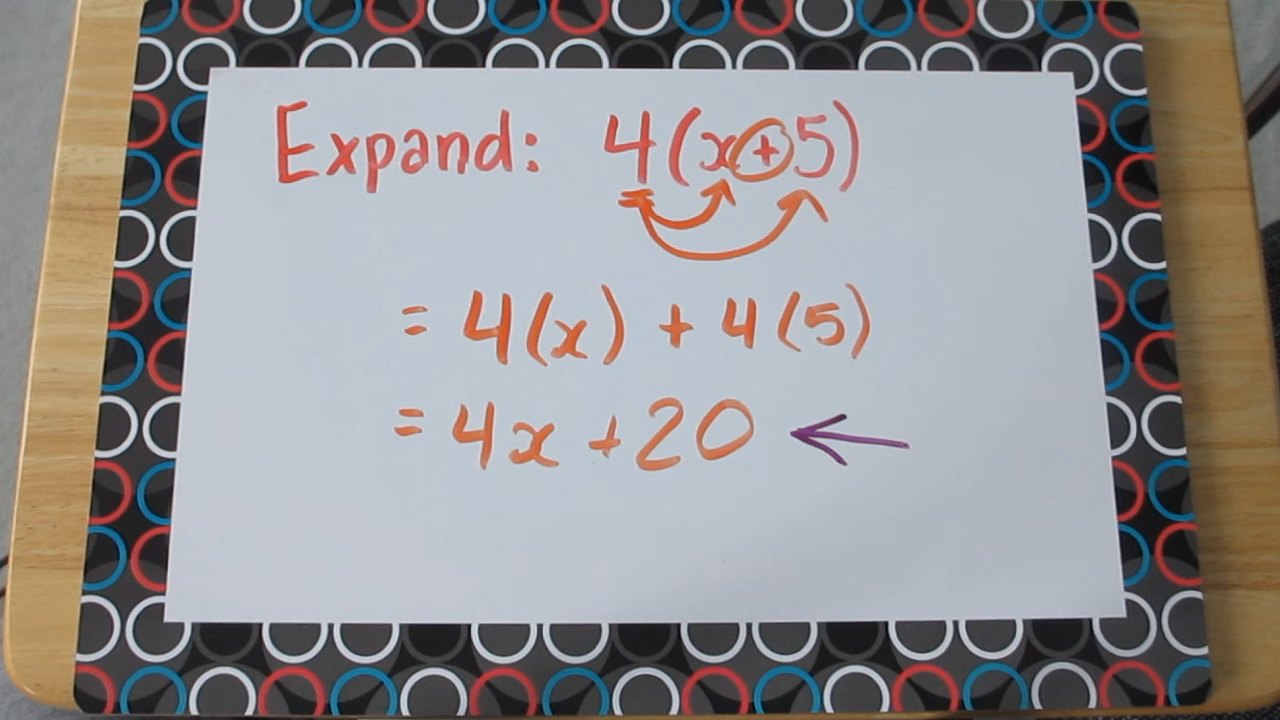 Expand: 4(x+5)
= 4(x) + 4(5)
= 4x + 20